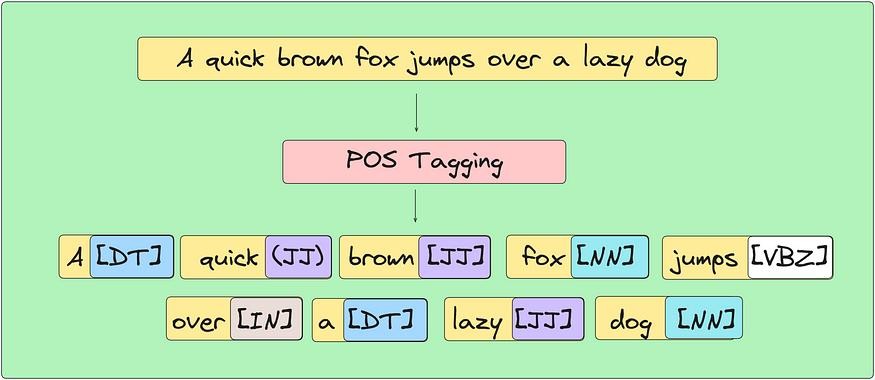 A quick brown fox jumps over a lazy dog
POS Tagging
A [DT] quick (JJ) brown [JJ] fox [NN] jumps [VBZ]
over [IN] a [DT] lazy [JJ] dog [NN]